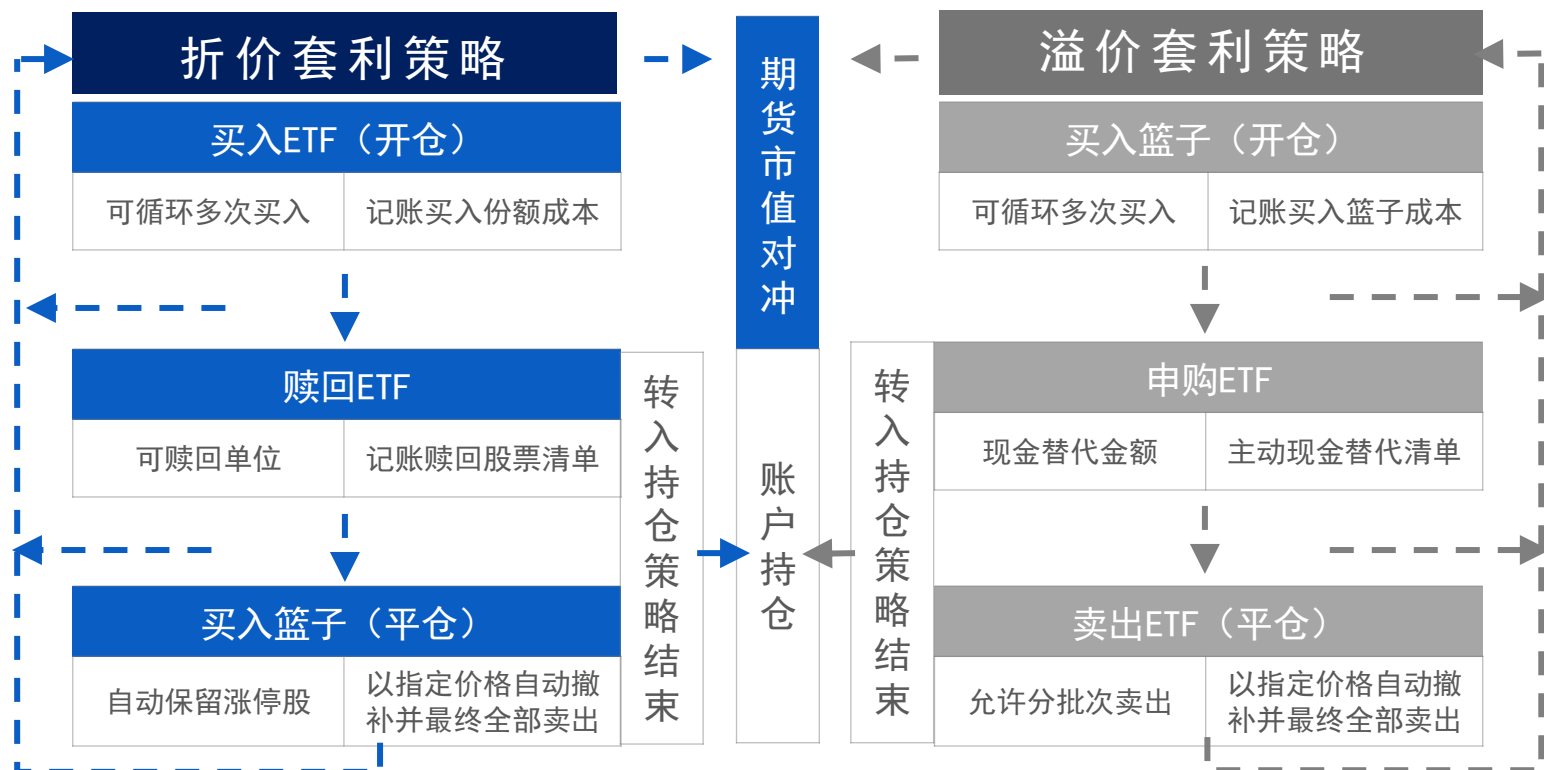 折价套利策略
买入ETF（开仓）
可循环多次买入
记账买入份额成本
赎回ETF
可赎回单位
记账赎回股票清单
买入篮子（平仓）
自动保留涨停股
以指定价格自动撤
补并最终全部卖出
转入持仓策略结束
期货市值对冲
账户持仓
转入持仓策略结束
溢价套利策略
买入篮子（开仓）
可循环多次买入
记账买入篮子成本
申购ETF
现金替代金额
主动现金替代清单
卖出ETF（平仓）
允许分批次卖出
以指定价格自动撤
补并最终全部卖出